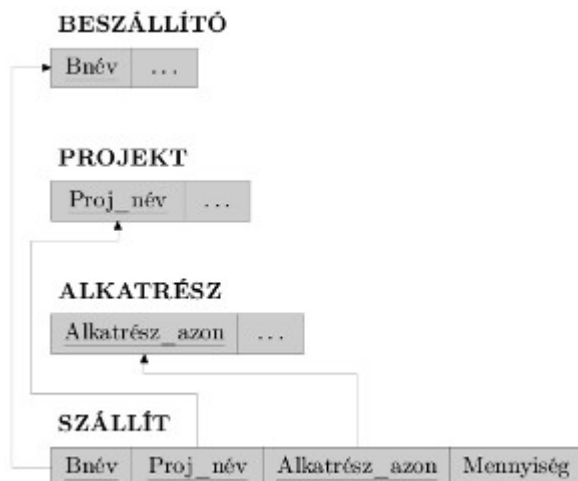 BESZÁLLÍTÓ
Bnév ...
PROJEKT
Proj_név ...
ALKATRÉSZ
Alkatrész_azon ...
SZÁLLÍT
Bnév Proj_név Alkatrész_azon Mennyiség